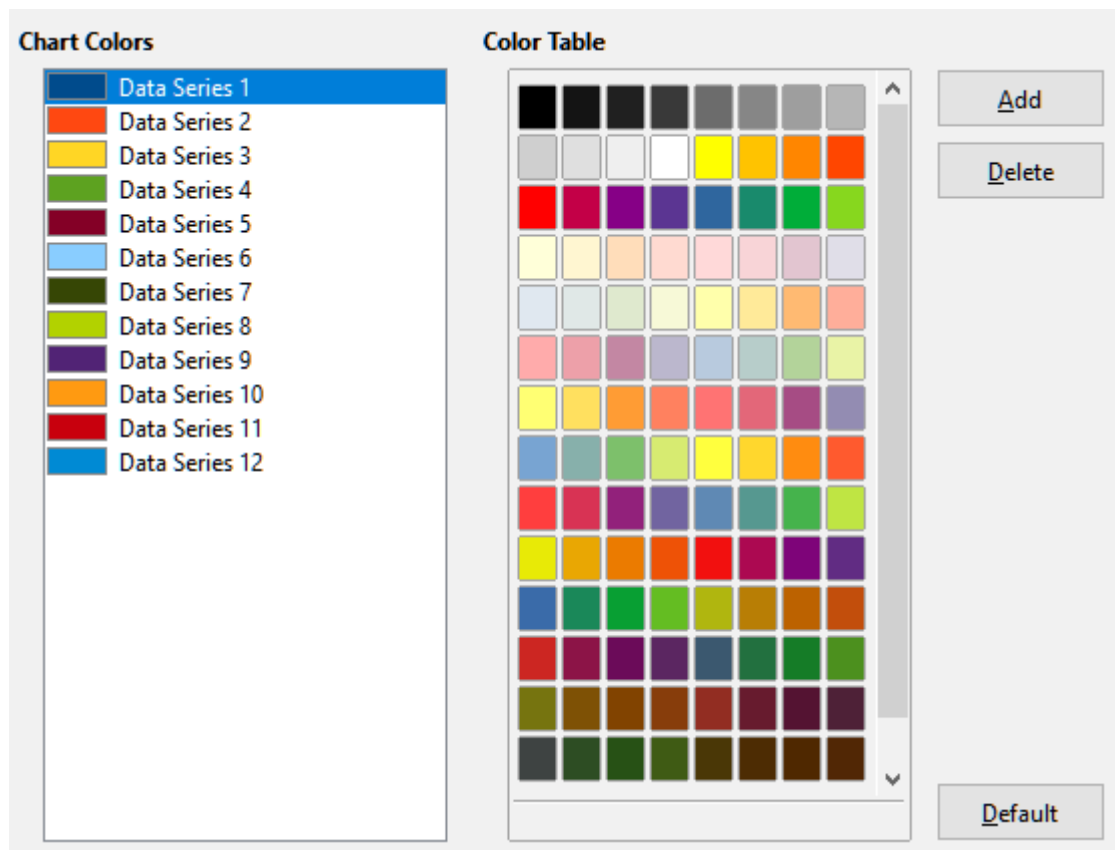 Chart Colors
Data Series 1
Data Series 2
Data Series 3
Data Series 4
Data Series 5
Data Series 6
Data Series 7
Data Series 8
Data Series 9
Data Series 10
Data Series 11
Data Series 12
Color Table
Add
Delete
Default